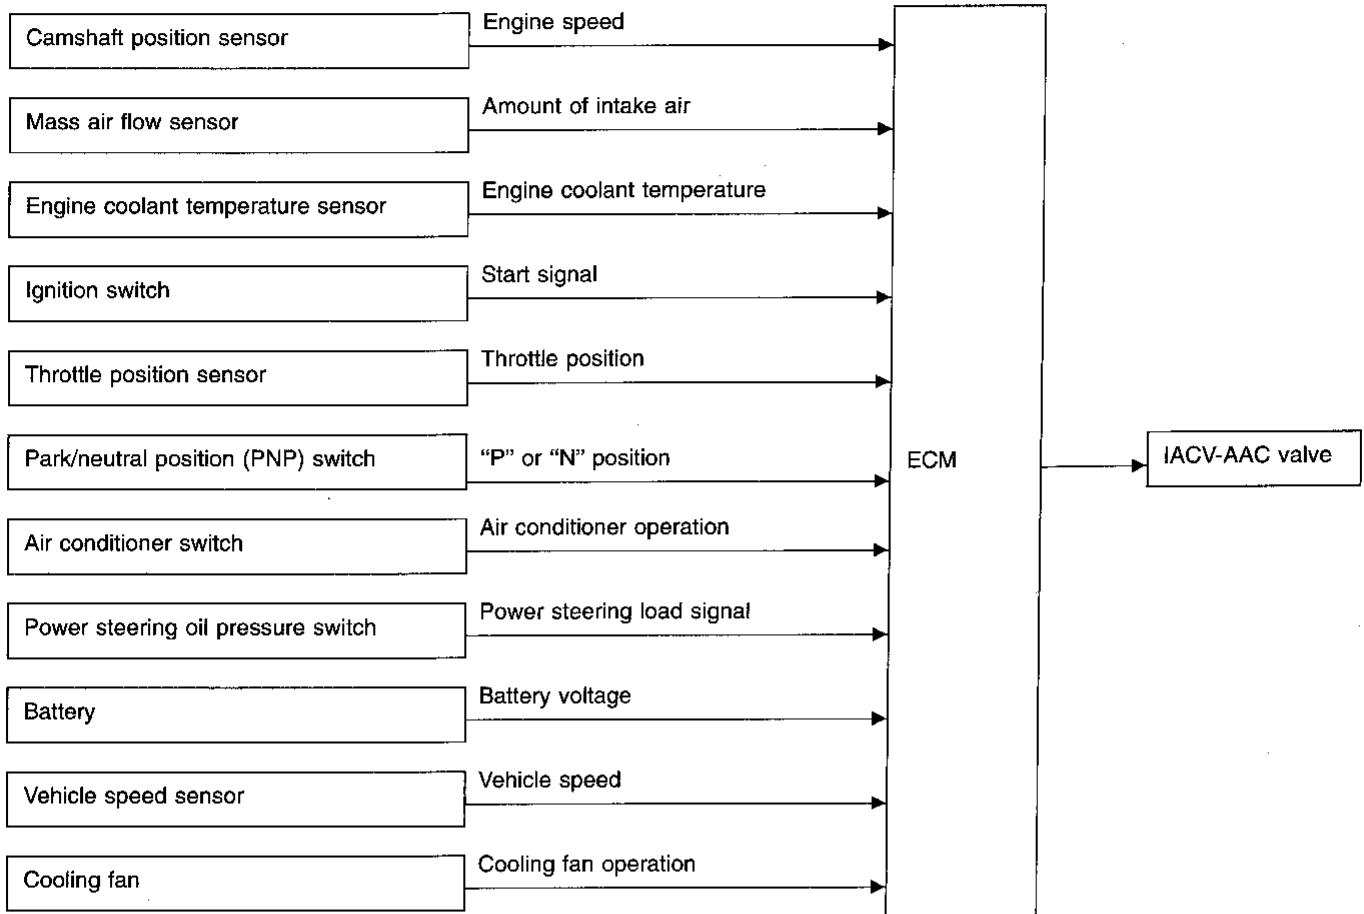 Camshaft position sensor
Engine speed
Mass air flow sensor
Amount of intake air
Engine coolant temperature sensor
Engine coolant temperature
Ignition switch
Start signal
Throttle position sensor
Throttle position
Park/neutral position (PNP) switch
“P” or “N” position
Air conditioner switch
Air conditioner operation
Power steering oil pressure switch
Power steering load signal
Battery
Battery voltage
Vehicle speed sensor
Vehicle speed
Cooling fan
Cooling fan operation
ECM
IACV-AAC valve